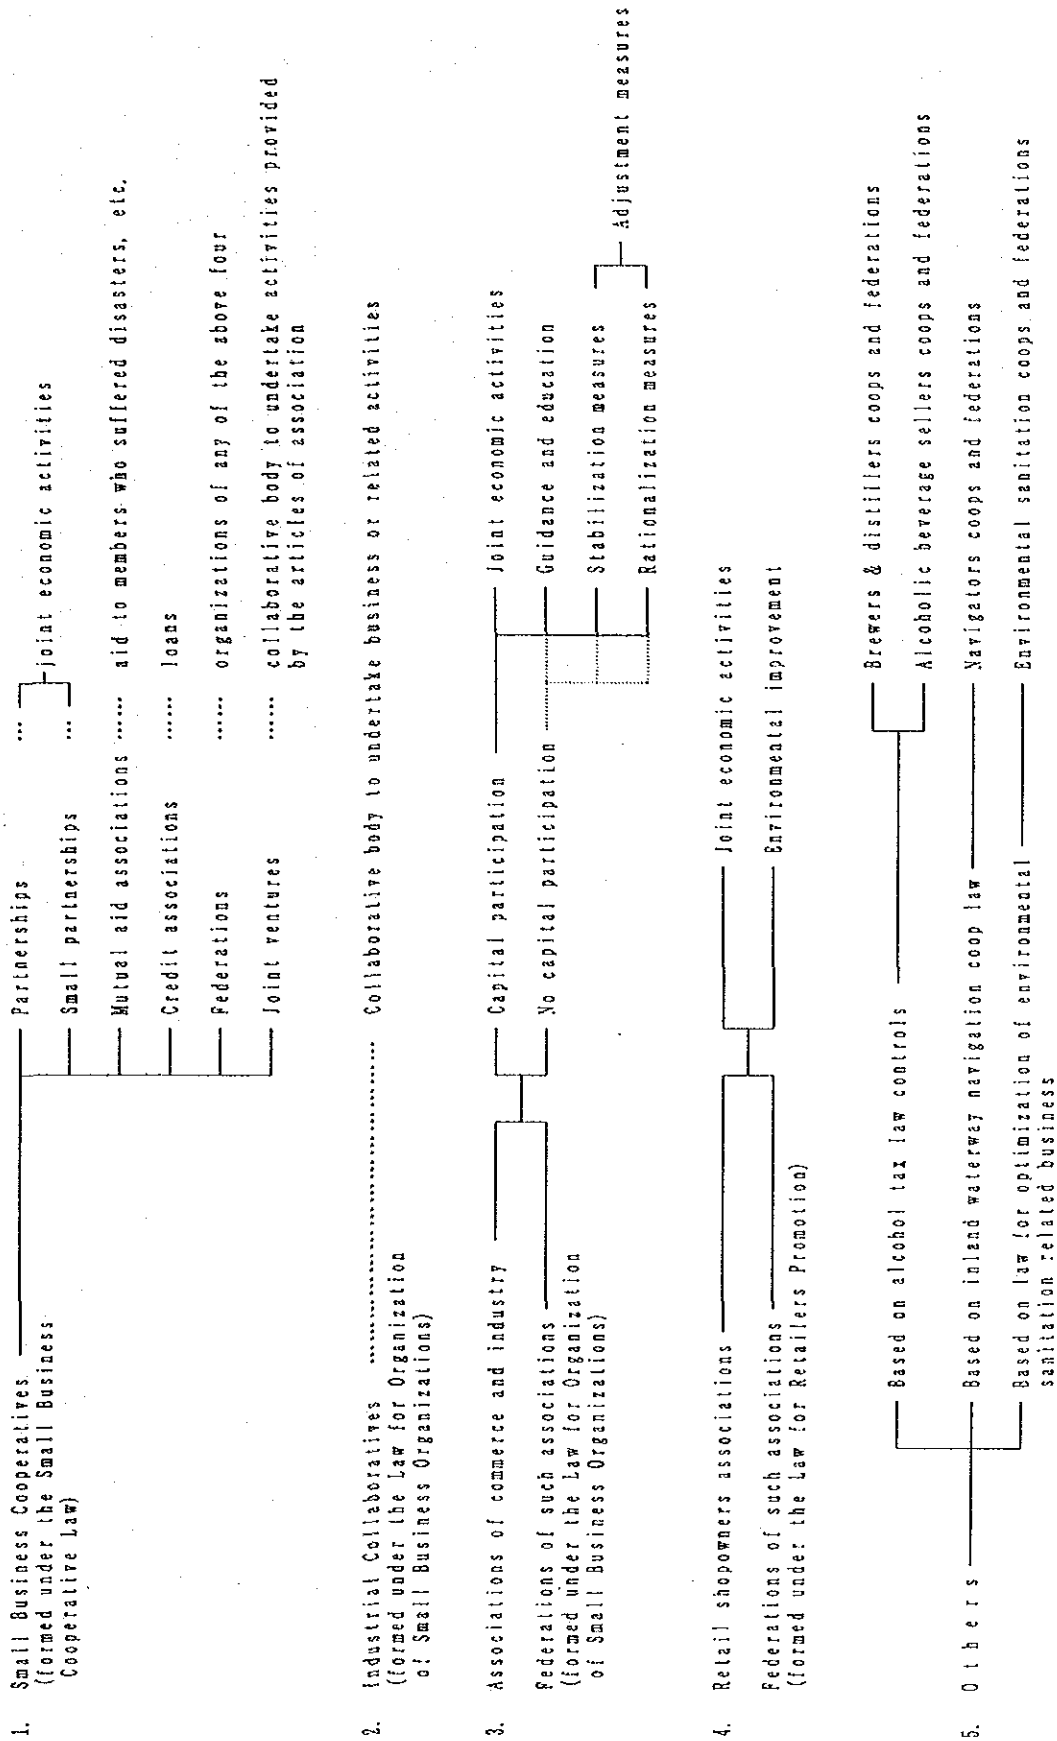 1. Small Business Cooperatives
(formed under the Small Business
Cooperative Law)
Partnerships ...
Small partnerships ...
joint economic activities
Mutual aid associations ...... aid to members who suffered disasters, etc.
Credit associations ...... loans
Federations ...... organizations of any of the above four
Joint ventures ...... collaborative body to undertake activities provided
by the articles of association
2. Industrial Collaboratives
(formed under the Law for Organization
of Small Business Organizations)
Collaborative body to undertake business or related activities
3. Associations of commerce and industry
Federations of such associations
(formed under the Law for Organization
of Small Business Organizations)
Capital participation
No capital participation
Joint economic activities
Guidance and education
Stabilization measures
Rationalization measures
Adjustment measures
4. Retail shopowners associations
Federations of such associations
(formed under the Law for Retailers Promotion)
Joint economic activities
Environmental improvement
5. Others
Based on alcohol tax law controls
Brewers & distillers coops and federations
Alcoholic beverage sellers coops and federations
Based on inland waterway navigation coop law
Navigators coops and federations
Based on law for optimization of environmental
sanitation related business
Environmental sanitation coops and federations